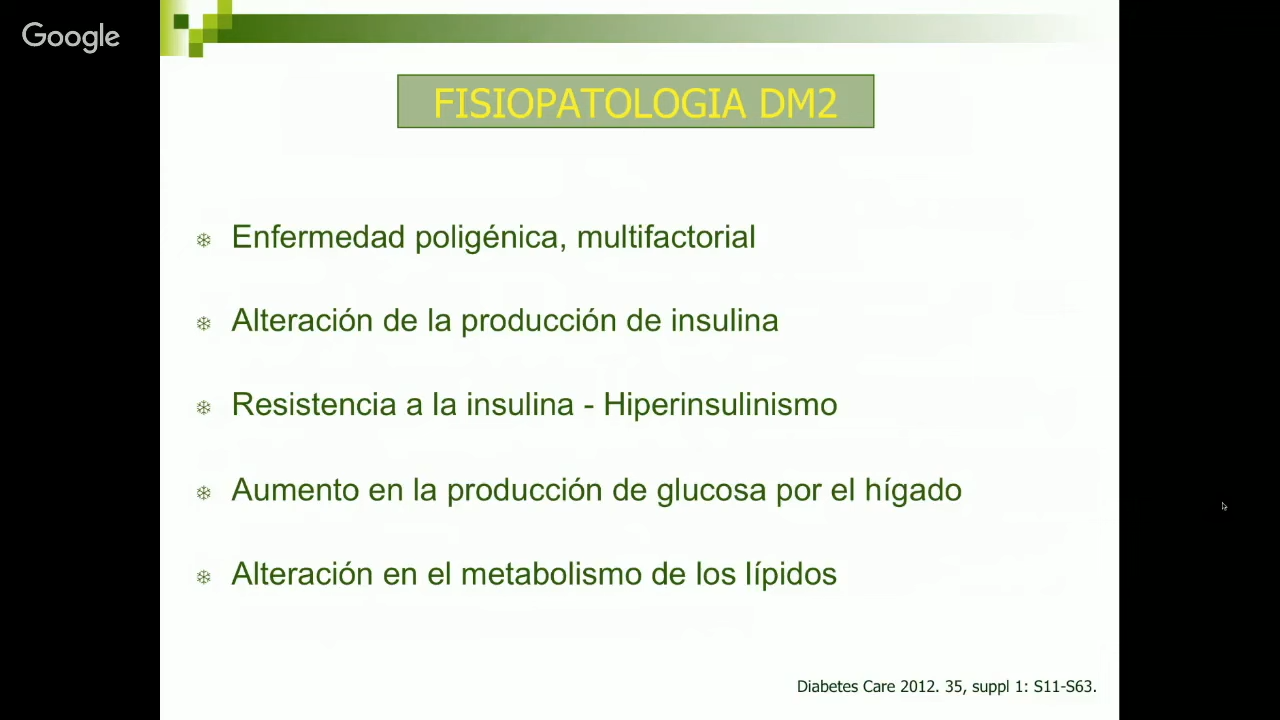 Google
FISIOPATOLOGIA DM2
Enfermedad poligénica, multifactorial
Alteración de la producción de insulina
Resistencia a la insulina - Hiperinsulinismo
Aumento en la producción de glucosa por el hígado
Alteración en el metabolismo de los lípidos
Diabetes Care 2012. 35, suppl 1: S11-S63.